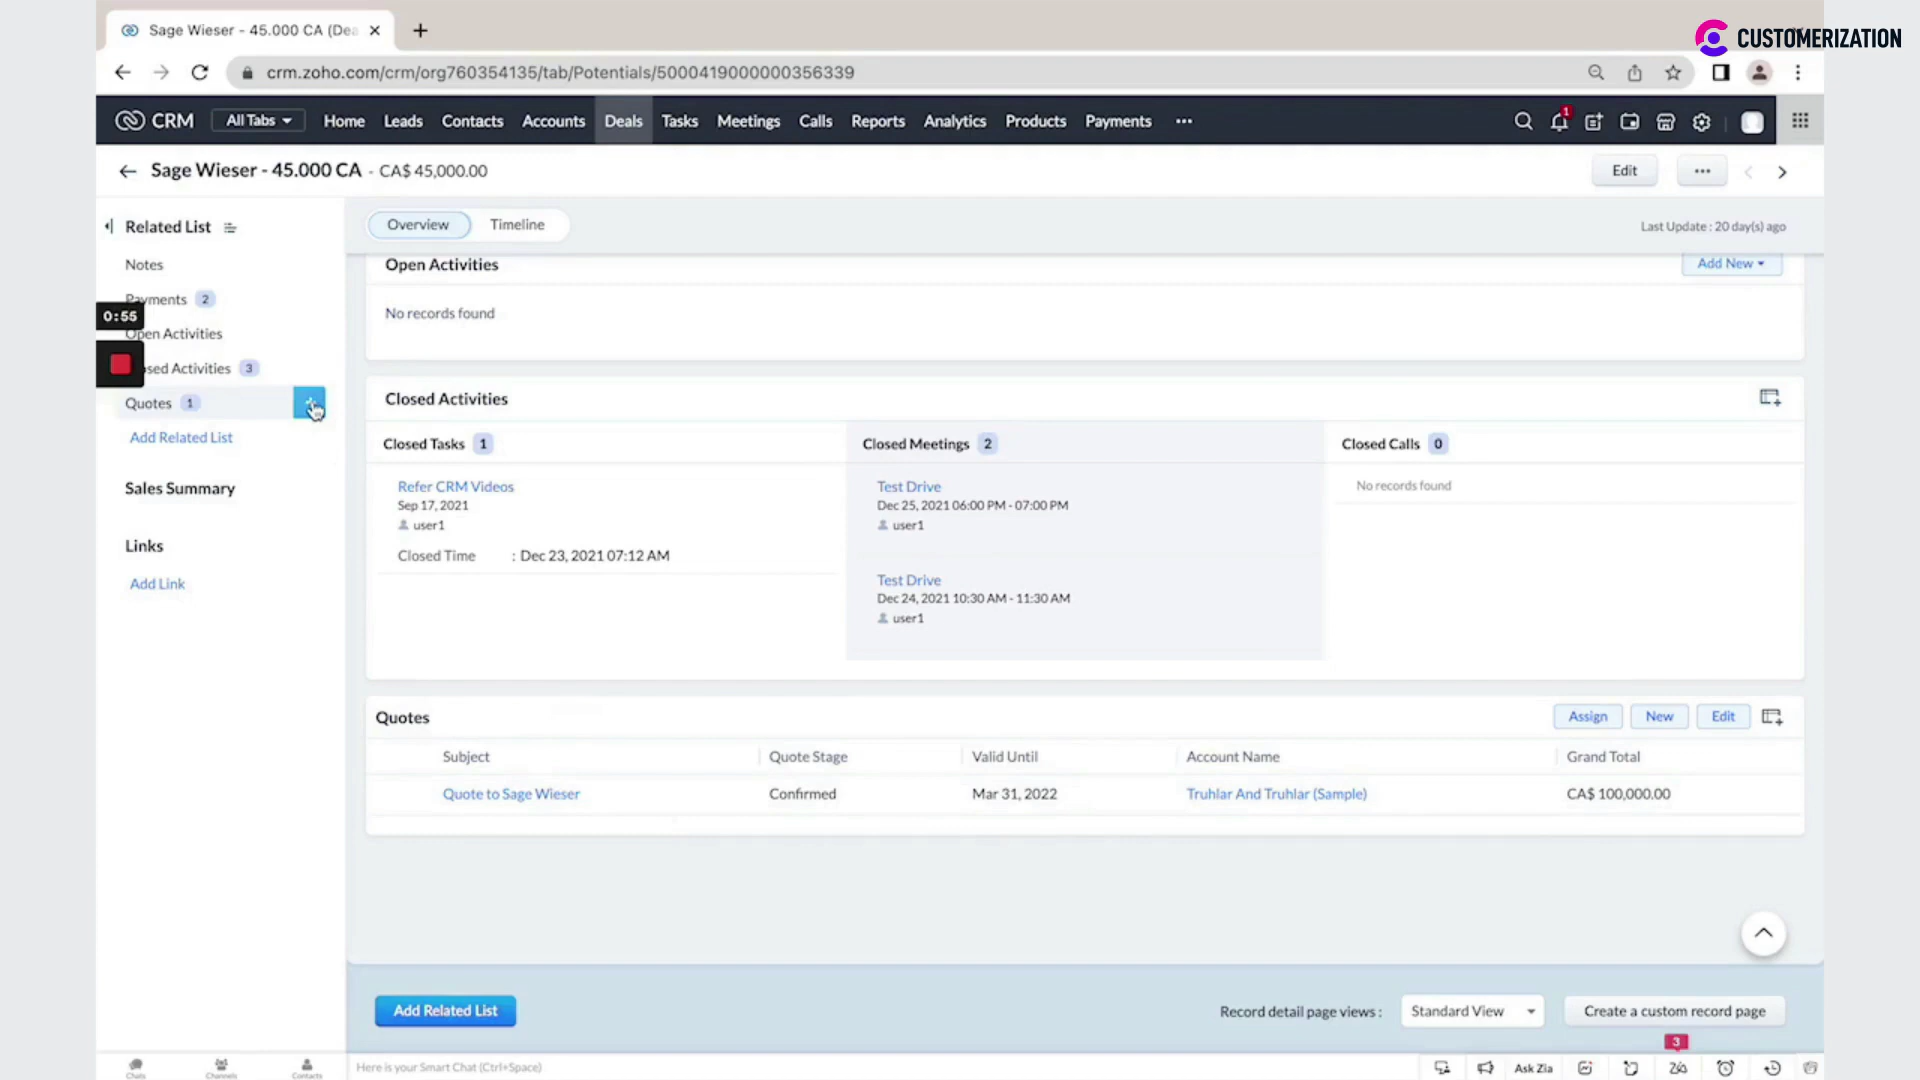 Sage Wieser - 45.000 CA (Dea
CUSTOMERIZATION
crm.zoho.com/crm/org760354135/tab/Potentials/5000419000000356339
CRM All Tabs Home Leads Contacts Accounts Deals Tasks Meetings Calls Reports Analytics Products Payments ... 1
Sage Wieser - 45.000 CA - CA$ 45,000.00 Edit ...
Related List
Notes
Payments 2
0:55
Open Activities
osed Activities 3
Quotes 1
Add Related List
Sales Summary
Links
Add Link
Overview Timeline Last Update : 20 day(s) ago
Open Activities Add New
No records found
Closed Activities
Closed Tasks 1
Refer CRM Videos
Sep 17, 2021
user1
Closed Time : Dec 23, 2021 07:12 AM
Closed Meetings 2
Test Drive
Dec 25, 2021 06:00 PM - 07:00 PM
user1
Test Drive
Dec 24, 2021 10:30 AM - 11:30 AM
user1
Closed Calls 0
No records found
Quotes Assign New Edit
Subject Quote Stage Valid Until Account Name Grand Total
Quote to Sage Wieser Confirmed Mar 31, 2022 Truhlar And Truhlar (Sample) CA$ 100,000.00
Add Related List Record detail page views : Standard View Create a custom record page
3
Chats Channels Contacts Here is your Smart Chat (Ctrl+Space) Ask Zia